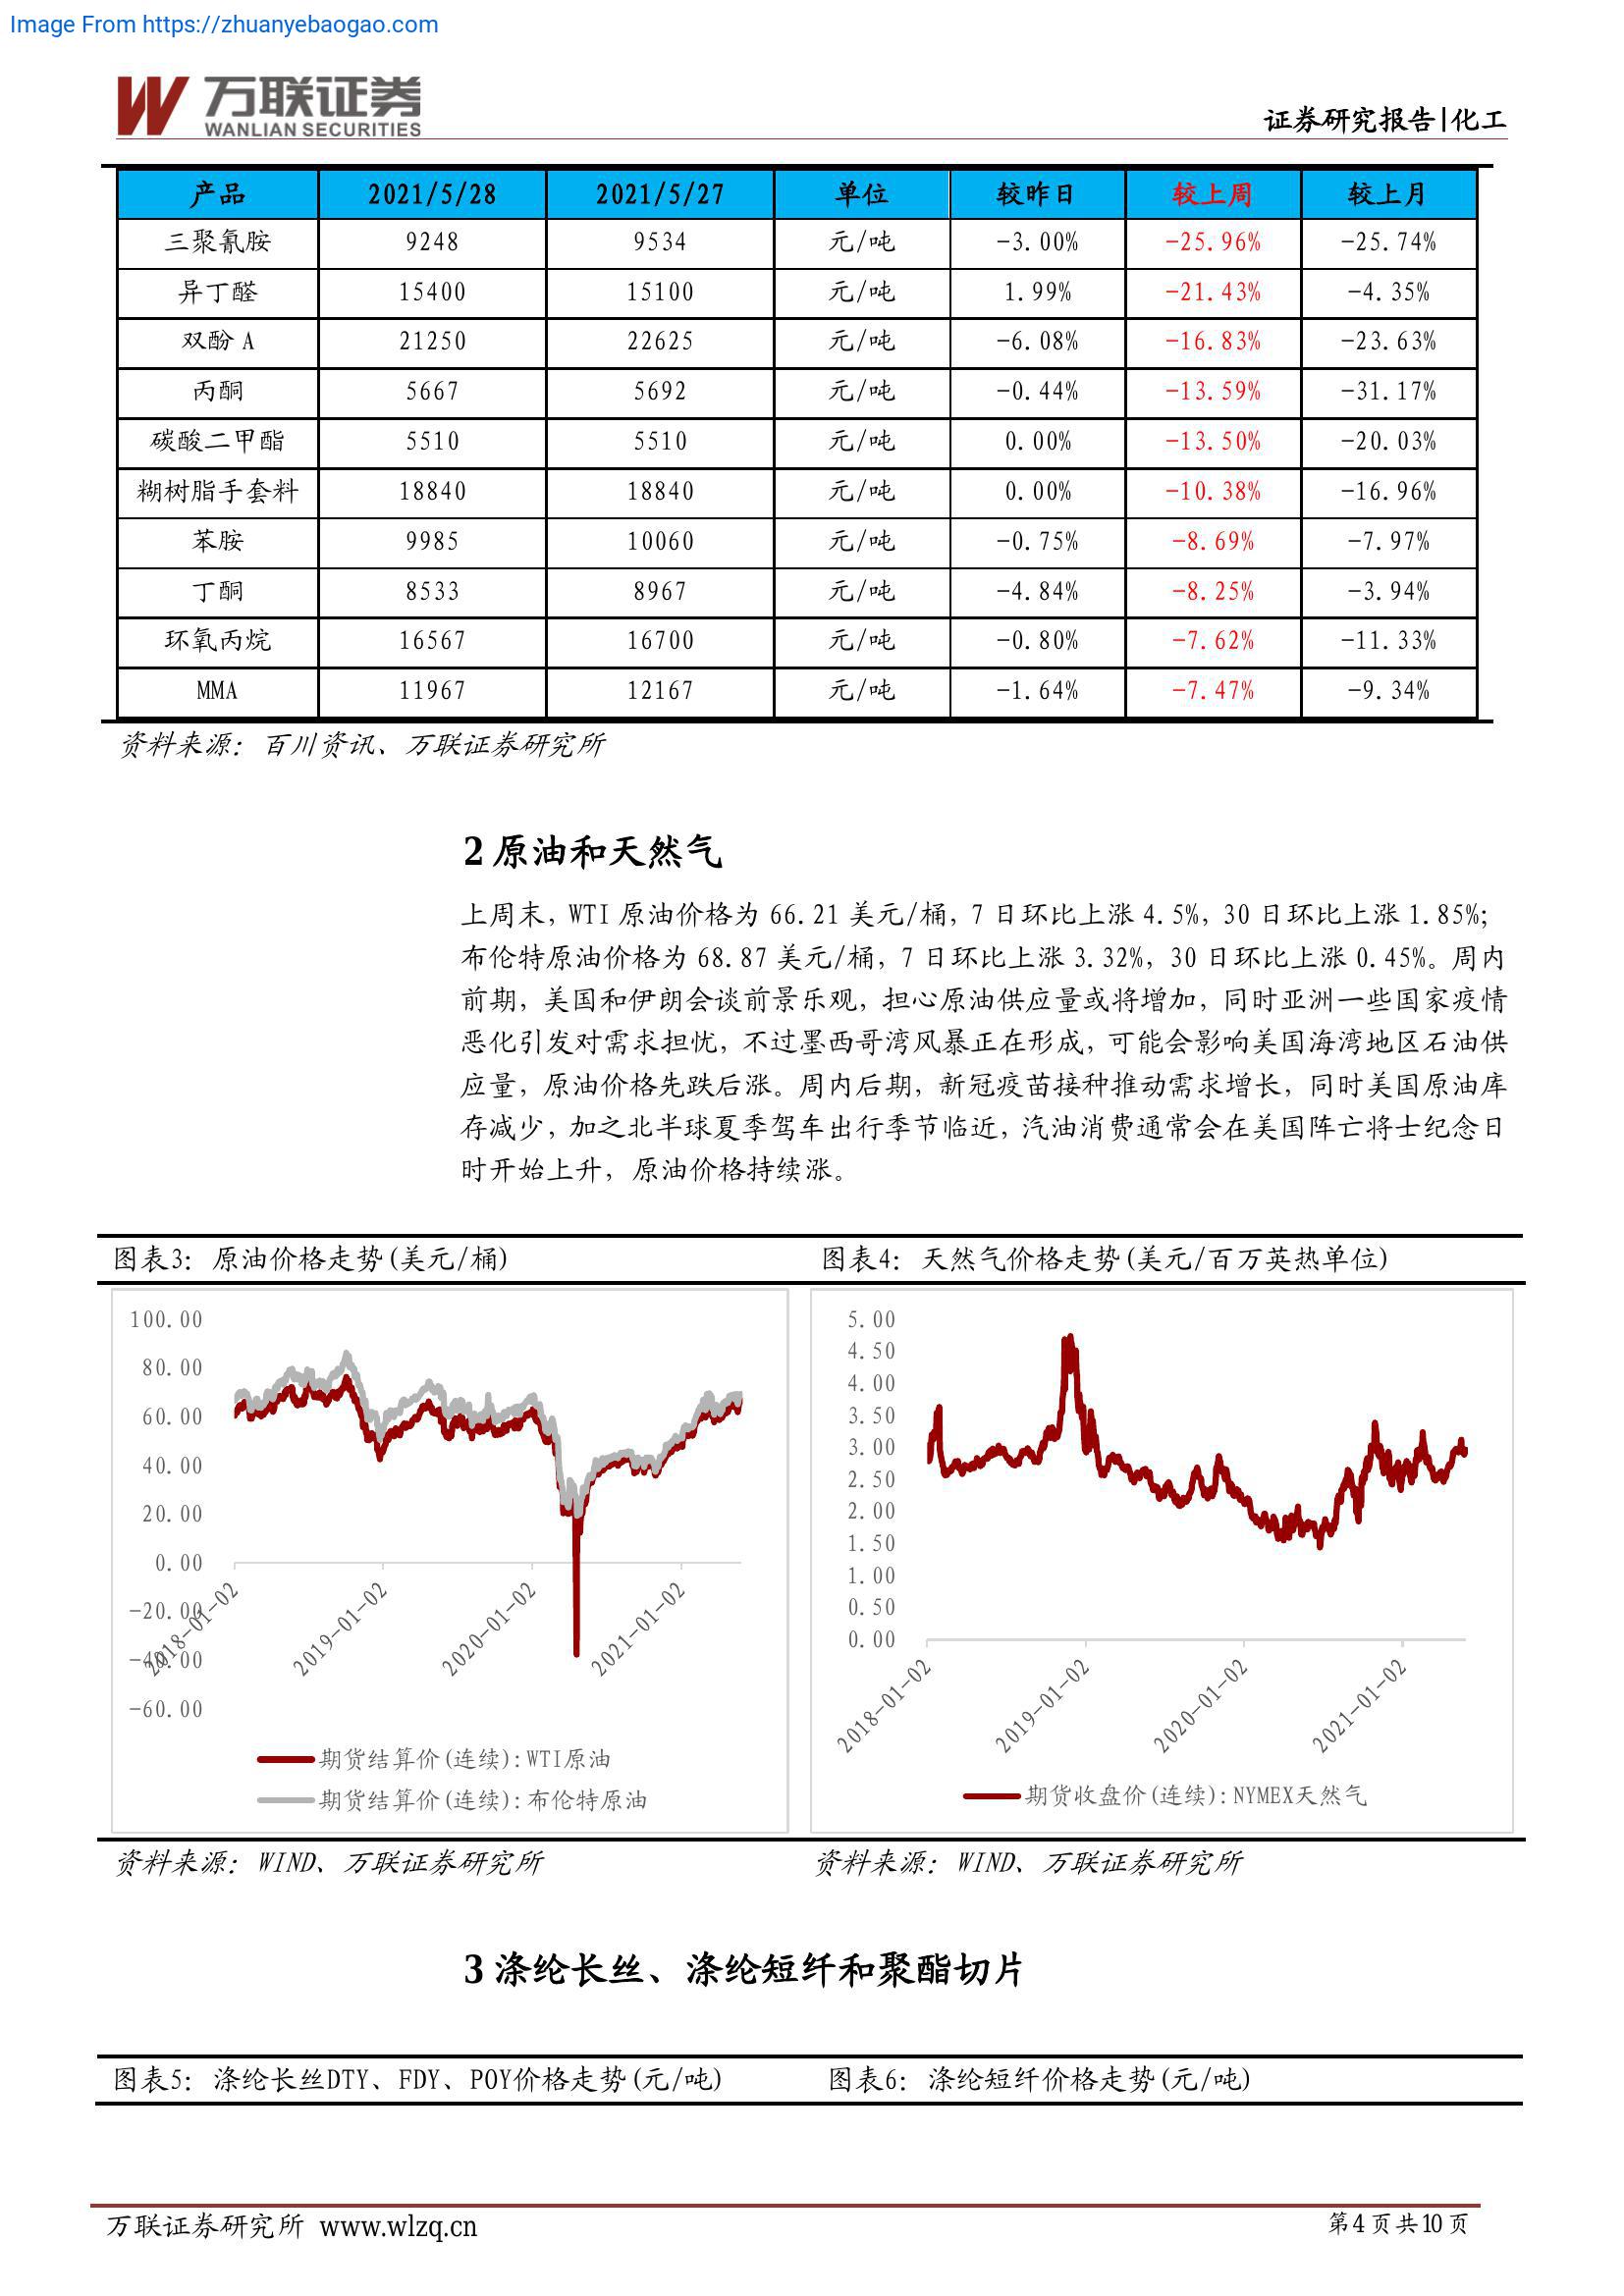 Image From https://zhuanyebaogao.com
万联证券
WANLIAN SECURITIES
证券研究报告|化工
产品 2021/5/28 2021/5/27 单位 较昨日 较上周 较上月
三聚氰胺 9248 9534 元/吨 -3.00% -25.96% -25.74%
异丁醛 15400 15100 元/吨 1.99% -21.43% -4.35%
双酚 A 21250 22625 元/吨 -6.08% -16.83% -23.63%
丙酮 5667 5692 元/吨 -0.44% -13.59% -31.17%
碳酸二甲酯 5510 5510 元/吨 0.00% -13.50% -20.03%
糊树脂手套料 18840 18840 元/吨 0.00% -10.38% -16.96%
苯胺 9985 10060 元/吨 -0.75% -8.69% -7.97%
丁酮 8533 8967 元/吨 -4.84% -8.25% -3.94%
环氧丙烷 16567 16700 元/吨 -0.80% -7.62% -11.33%
MMA 11967 12167 元/吨 -1.64% -7.47% -9.34%
资料来源：百川资讯、万联证券研究所
2 原油和天然气
上周末，WTI 原油价格为 66.21 美元/桶，7 日环比上涨 4.5%，30 日环比上涨 1.85%；
布伦特原油价格为 68.87 美元/桶，7 日环比上涨 3.32%，30 日环比上涨 0.45%。周内
前期，美国和伊朗会谈前景乐观，担心原油供应量或将增加，同时亚洲一些国家疫情
恶化引发对需求担忧，不过墨西哥湾风暴正在形成，可能会影响美国海湾地区石油供
应量，原油价格先跌后涨。周内后期，新冠疫苗接种推动需求增长，同时美国原油库
存减少，加之北半球夏季驾车出行季节临近，汽油消费通常会在美国阵亡将士纪念日
时开始上升，原油价格持续涨。
图表3：原油价格走势(美元/桶)
100.00
80.00
60.00
40.00
20.00
0.00
-20.00
-40.00
-60.00
2018-01-02
2019-01-02
2020-01-02
2021-01-02
期货结算价(连续):WTI原油
期货结算价(连续):布伦特原油
资料来源：WIND、万联证券研究所
图表4：天然气价格走势(美元/百万英热单位)
5.00
4.50
4.00
3.50
3.00
2.50
2.00
1.50
1.00
0.50
0.00
2018-01-02
2019-01-02
2020-01-02
2021-01-02
期货收盘价(连续):NYMEX天然气
资料来源：WIND、万联证券研究所
3 涤纶长丝、涤纶短纤和聚酯切片
图表5：涤纶长丝DTY、FDY、POY价格走势(元/吨)
图表6：涤纶短纤价格走势(元/吨)
万联证券研究所 www.wlzq.cn
第 4 页 共 10 页